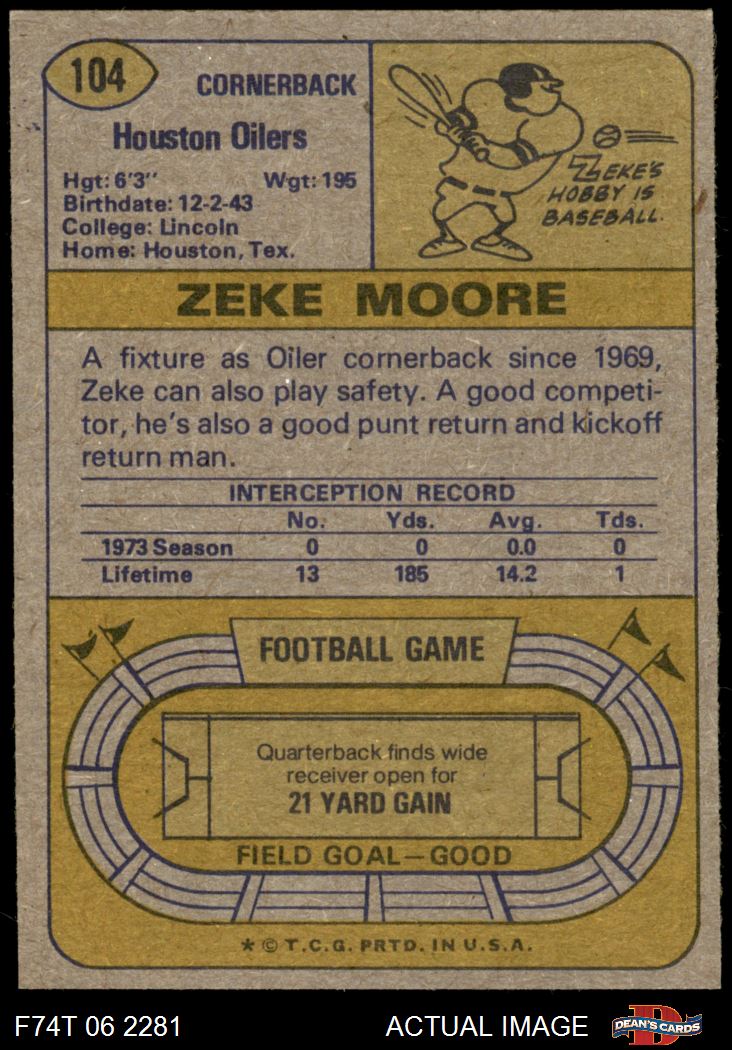 104
CORNERBACK
Houston Oilers
Hgt: 6'3" Wgt: 195
Birthdate: 12-2-43
College: Lincoln
Home: Houston, Tex.
ZEKE'S
HOBBY IS
BASEBALL.
ZEKE MOORE
A fixture as Oiler cornerback since 1969,
Zeke can also play safety. A good competi-
tor, he's also a good punt return and kickoff
return man.
INTERCEPTION RECORD
No. Yds. Avg. Tds.
1973 Season 0 0 0.0 0
Lifetime 13 185 14.2 1
FOOTBALL GAME
Quarterback finds wide
receiver open for
21 YARD GAIN
FIELD GOAL—GOOD
* © T.C.G. PRTD. IN U.S.A.
F74T 06 2281 ACTUAL IMAGE
D
DEAN'S CARDS